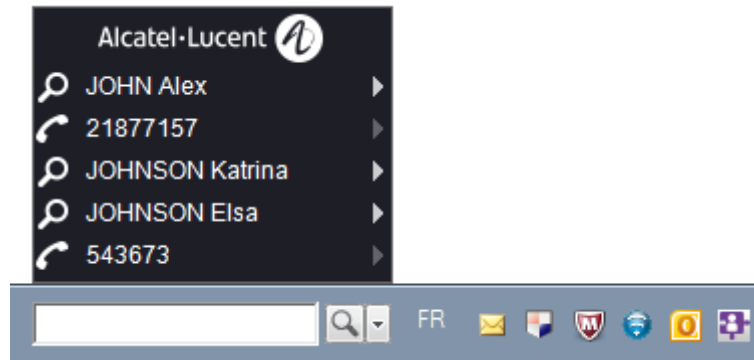 Alcatel·Lucent
JOHN Alex
21877157
JOHNSON Katrina
JOHNSON Elsa
543673
FR